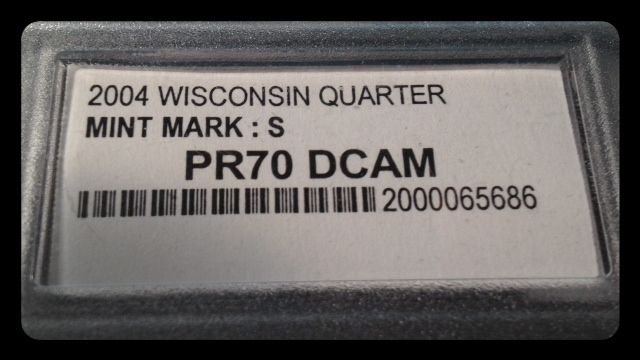 2004 WISCONSIN QUARTER
MINT MARK : S
PR70 DCAM
2000065686